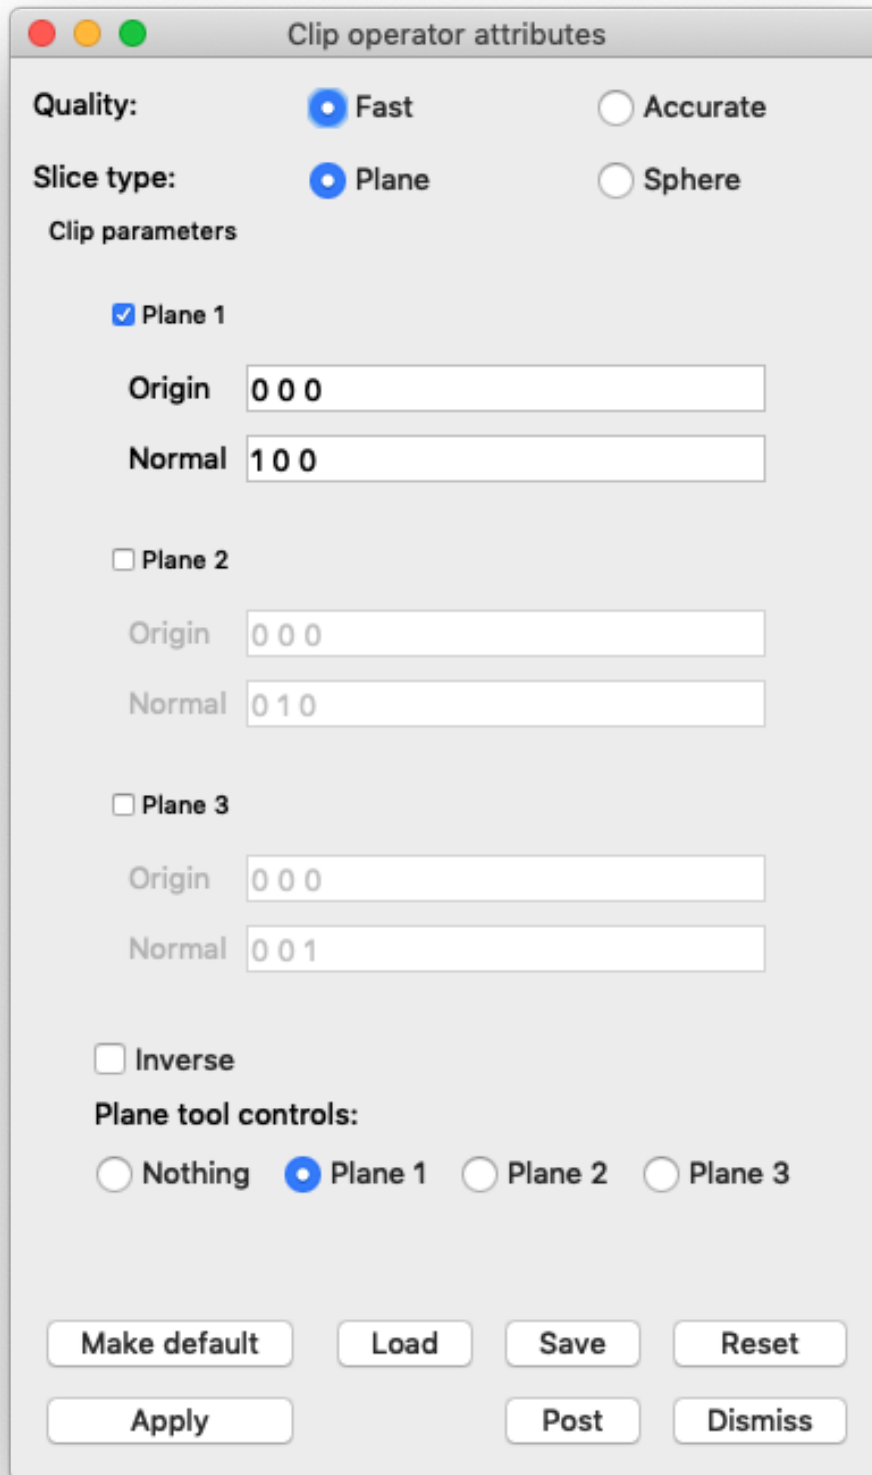 Clip operator attributes
Quality: Fast Accurate
Slice type: Plane Sphere
Clip parameters
Plane 1
Origin 0 0 0
Normal 1 0 0
Plane 2
Origin 0 0 0
Normal 0 1 0
Plane 3
Origin 0 0 0
Normal 0 0 1
Inverse
Plane tool controls:
Nothing Plane 1 Plane 2 Plane 3
Make default Load Save Reset
Apply Post Dismiss